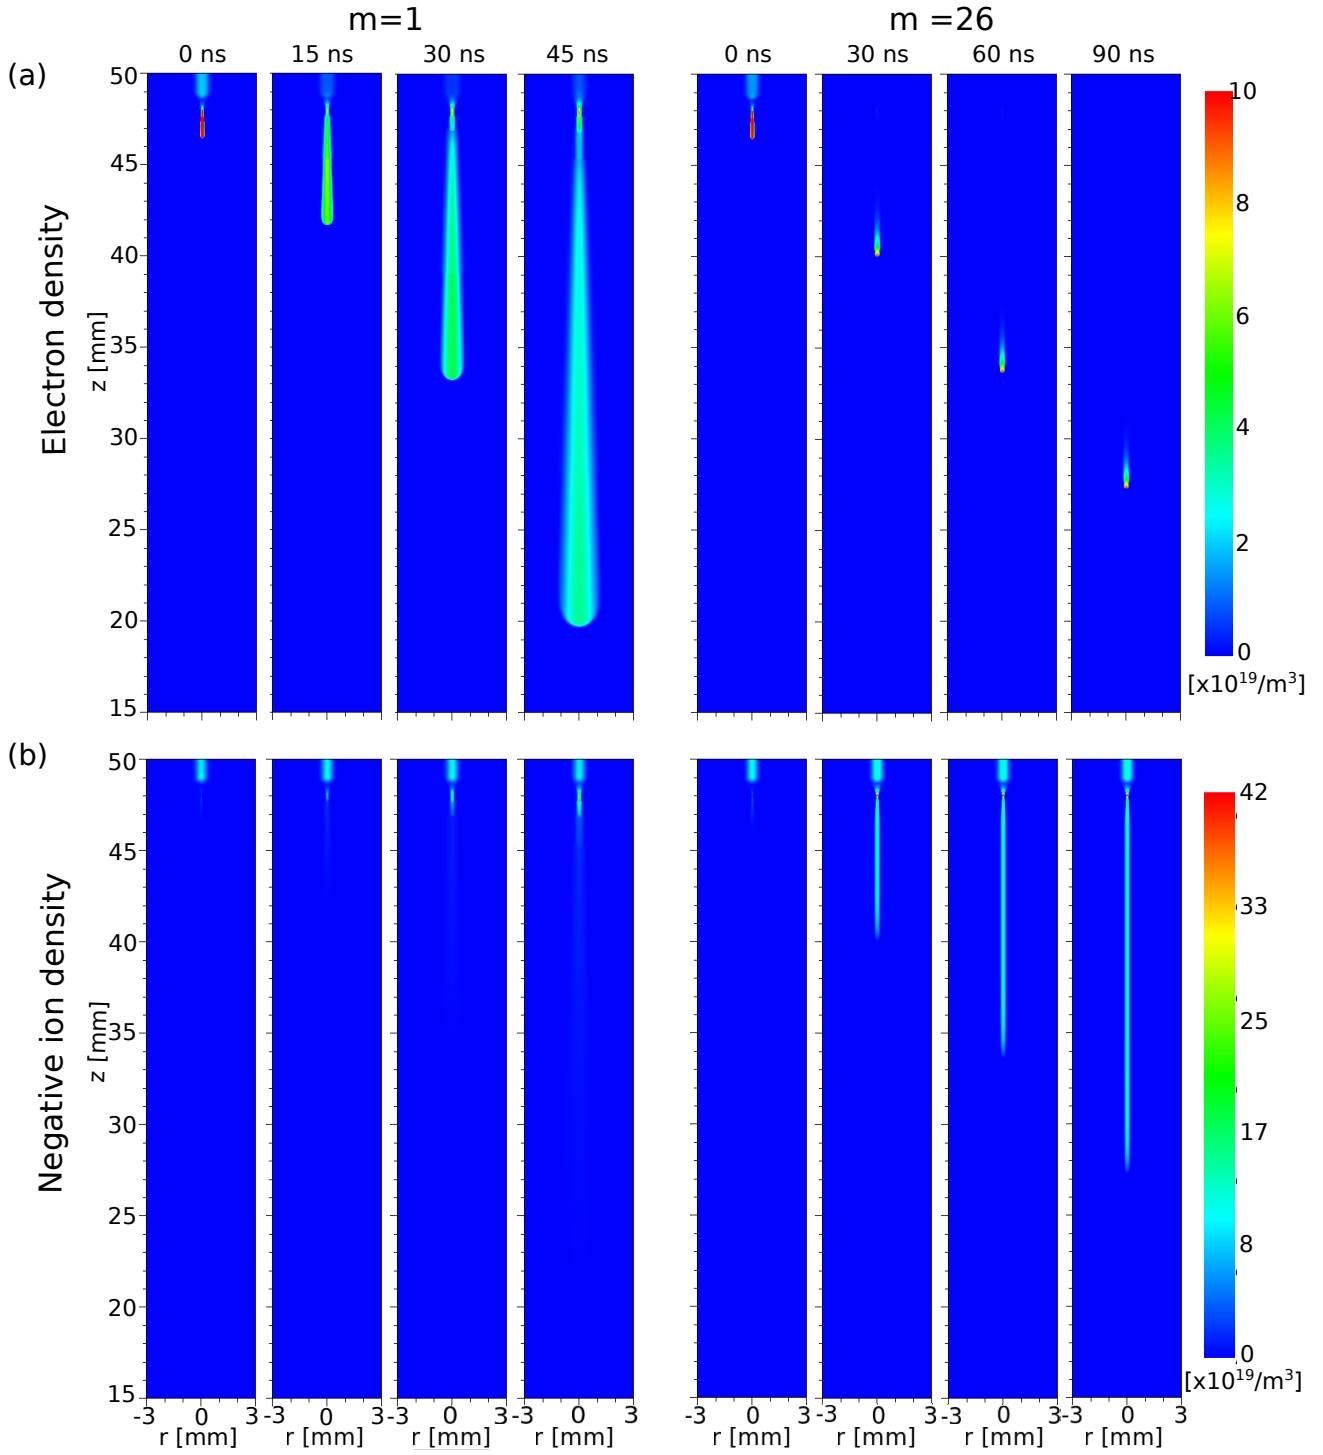 m=1 m =26
0 ns 15 ns 30 ns 45 ns 0 ns 30 ns 60 ns 90 ns
(a)
Electron density
z [mm]
50
45
40
35
30
25
20
15
10
8
6
4
2
0
[x10¹⁹/m³]
(b)
Negative ion density
z [mm]
50
45
40
35
30
25
20
15
42
33
25
17
8
0
[x10¹⁹/m³]
-3 0 3 -3 0 3 -3 0 3 -3 0 3 -3 0 3 -3 0 3 -3 0 3 -3 0 3
r [mm] r [mm] r [mm] r [mm] r [mm] r [mm] r [mm] r [mm]